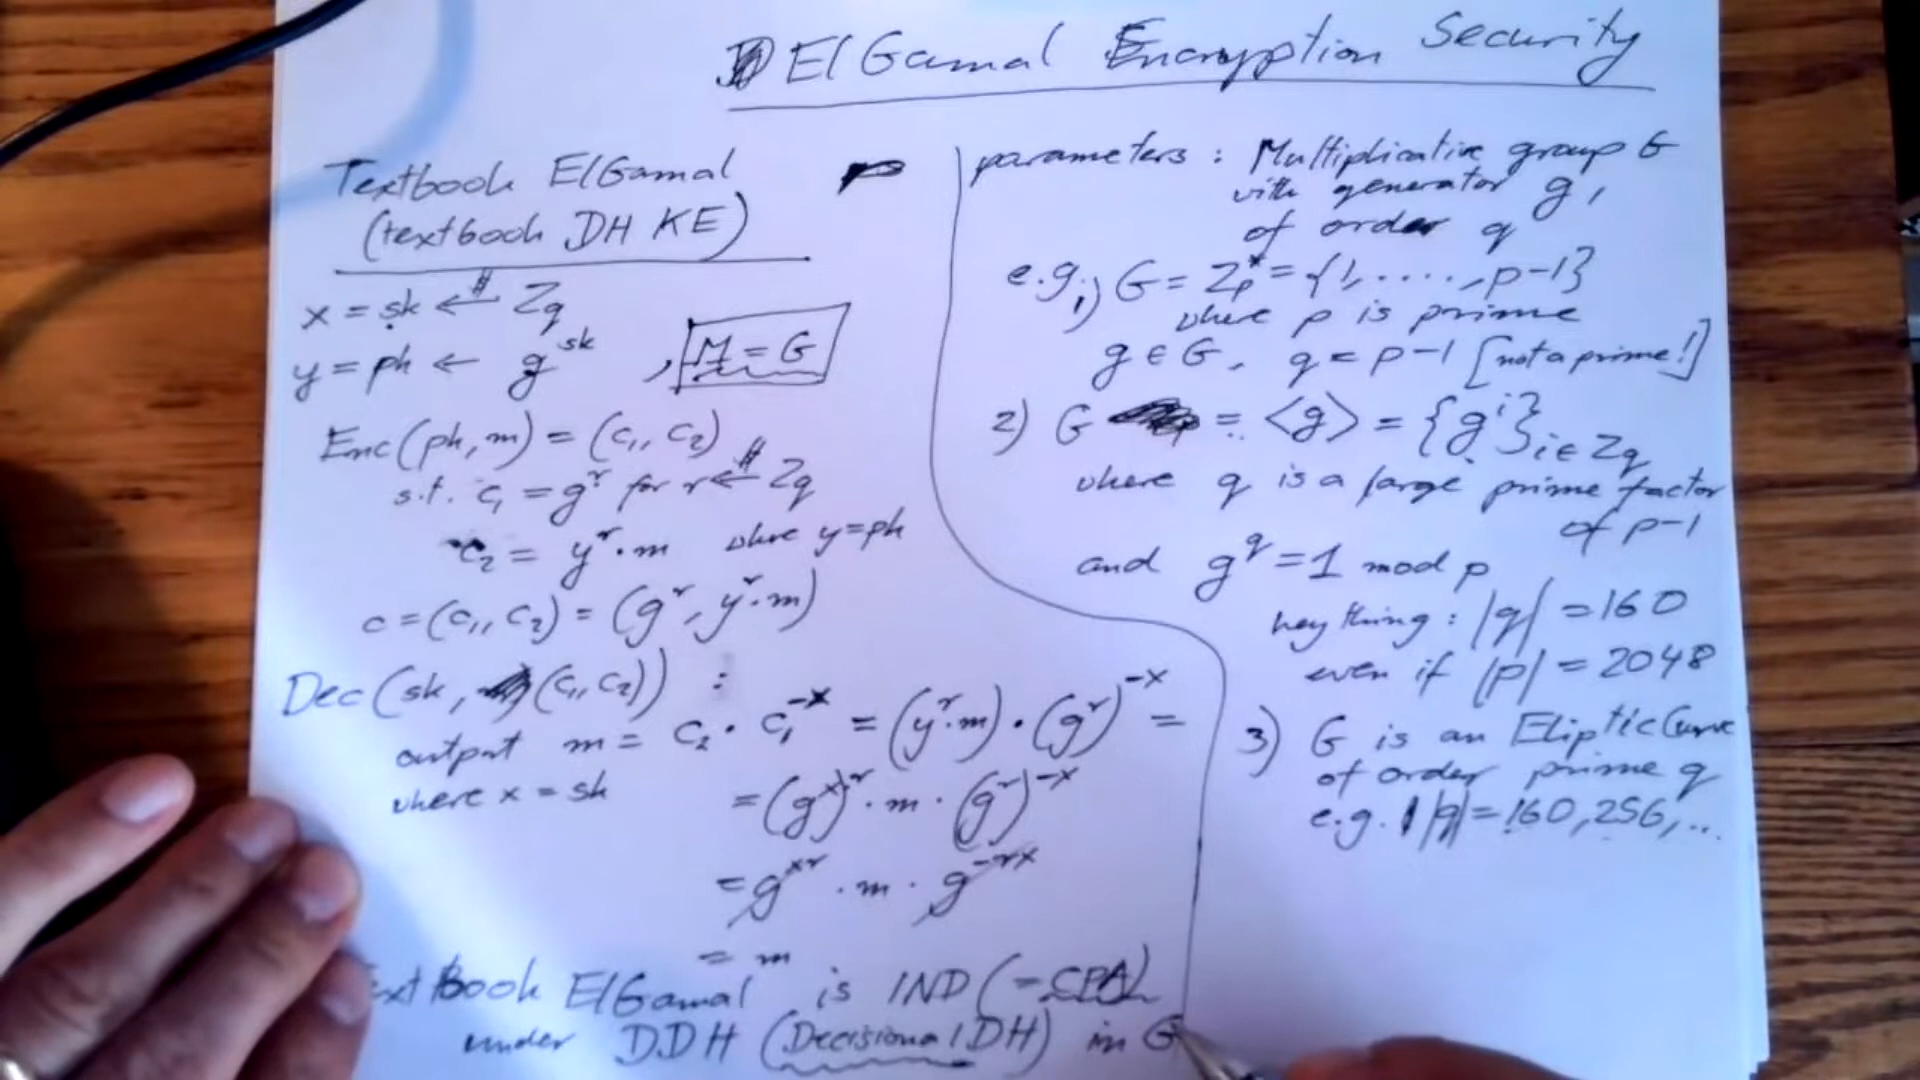 ElGamal Encryption Security
Textbook ElGamal
(textbook DH KE)
x = sk ←$ Zq
y = pk ← g^sk , M = G
Enc(pk, m) = (c₁, c₂)
s.t. c₁ = g^r for r ←$ Zq
c₂ = y^r · m where y = pk
c = (c₁, c₂) = (g^r, y^r · m)
Dec(sk, (c₁, c₂)) :
output m = c₂ · c₁^-x = (y^r · m) · (g^r)^-x =
where x = sk
= (g^x)^r · m · (g^r)^-x
= g^xr · m · g^-rx
= m
TextBook ElGamal is IND(-CPA)
under DDH (Decisional DH) in G
parameters : Multiplicative group G
with generator g,
of order q
e.g. 1) G = Zp* = {1, ...., p-1}
where p is prime
g ∈ G, q = p-1 [not a prime!]
2) G = <g> = {g^i} i ∈ Zq
where q is a large prime factor
of p-1
and g^q = 1 mod p
key thing : |q| = 160
even if |p| = 2048
3) G is an Eliptic Curve
of order prime q
e.g. |q| = 160, 256, ...